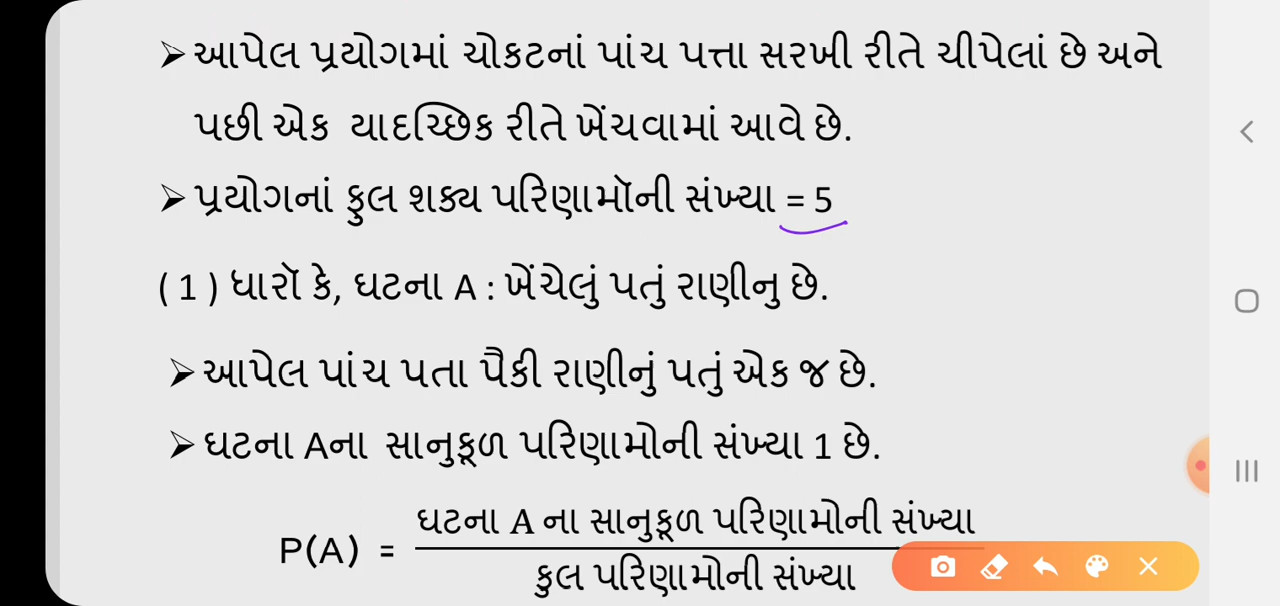 ➢ આપેલ પ્રયોગમાં ચોકટનાં પાંચ પત્તા સરખી રીતે ચીપેલાં છે અને
પછી એક યાદચ્છિક રીતે ખેંચવામાં આવે છે.
➢ પ્રયોગનાં કુલ શક્ય પરિણામૉની સંખ્યા = 5
( 1 ) ધારૉ કે, ઘટના A : ખેંચેલું પતું રાણીનુ છે.
➢ આપેલ પાંચ પતા પૈકી રાણીનું પતું એક જ છે.
➢ ઘટના Aના સાનુકૂળ પરિણામોની સંખ્યા 1 છે.
P(A) = ઘટના A ના સાનુકૂળ પરિણામોની સંખ્યા
કુલ પરિણામોની સંખ્યા